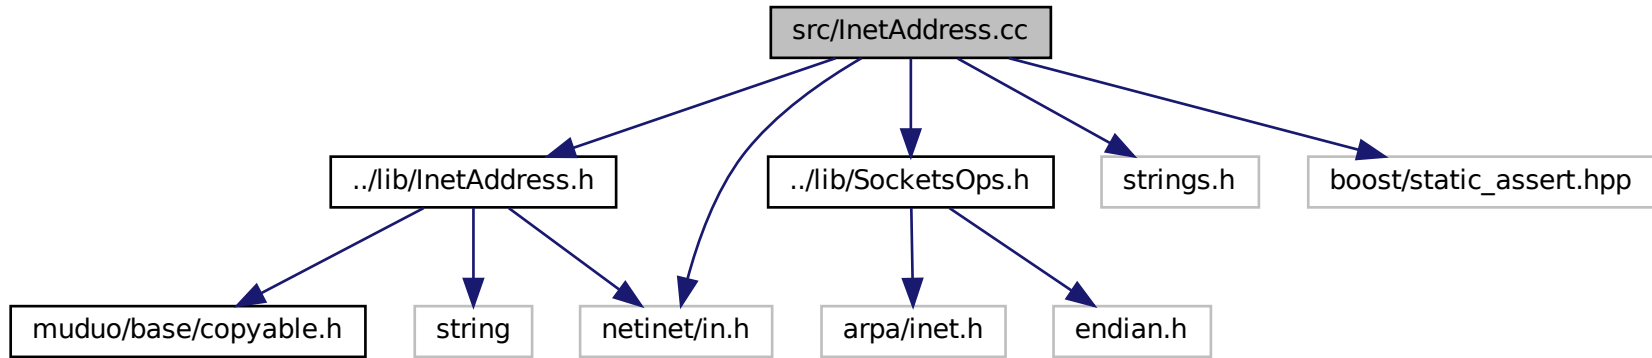 src/InetAddress.cc
../lib/InetAddress.h
../lib/SocketsOps.h
strings.h
boost/static_assert.hpp
muduo/base/copyable.h
string
netinet/in.h
arpa/inet.h
endian.h